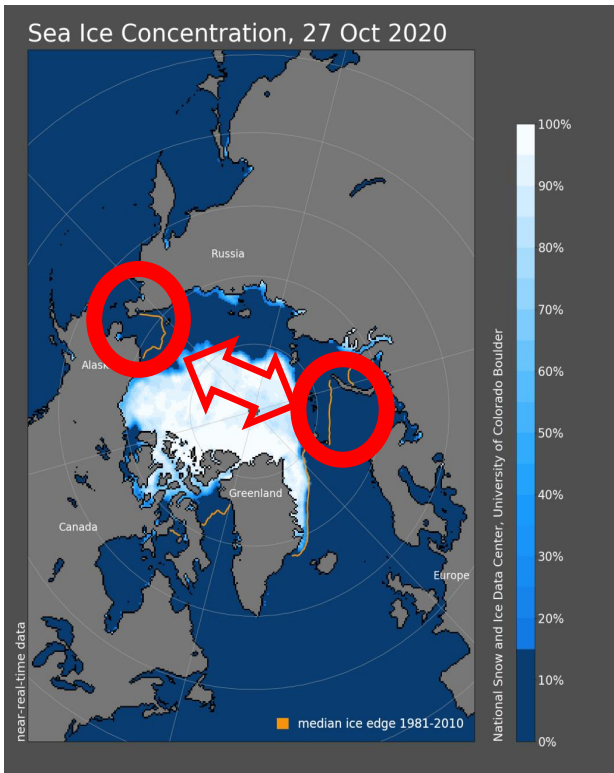 Sea Ice Concentration, 27 Oct 2020
100%
90%
80%
70%
60%
50%
40%
30%
20%
10%
0%
Russia
Greenland
Canada
Europe
near-real-time data
median ice edge 1981-2010
National Snow and Ice Data Center, University of Colorado Boulder